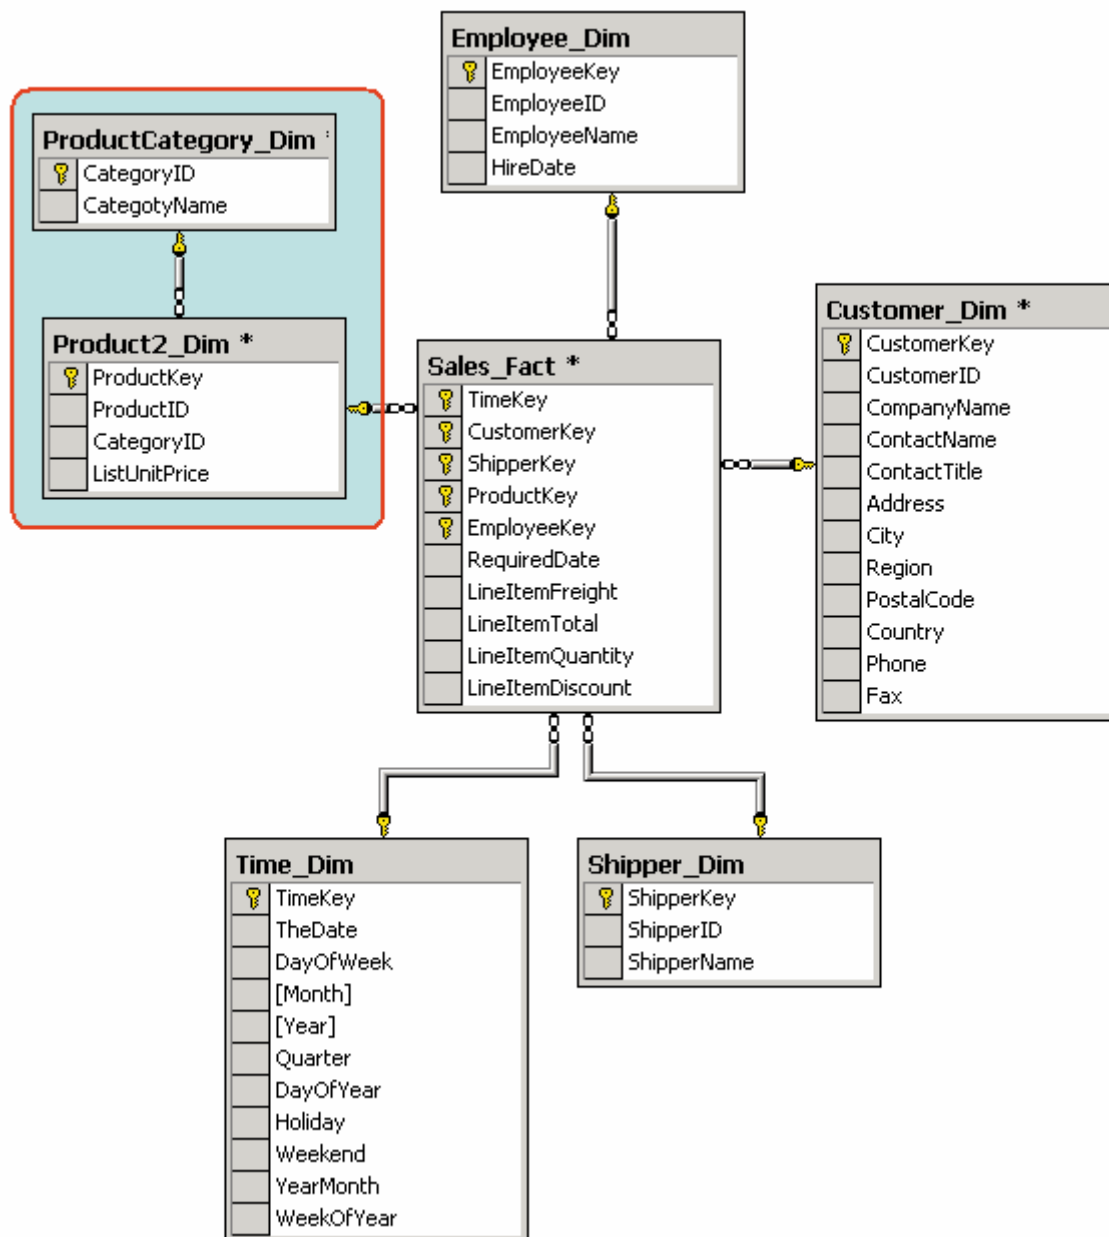 Employee_Dim
EmployeeKey
EmployeeID
EmployeeName
HireDate
ProductCategory_Dim *
CategoryID
CategotyName
Product2_Dim *
ProductKey
ProductID
CategoryID
ListUnitPrice
Sales_Fact *
TimeKey
CustomerKey
ShipperKey
ProductKey
EmployeeKey
RequiredDate
LineItemFreight
LineItemTotal
LineItemQuantity
LineItemDiscount
Customer_Dim *
CustomerKey
CustomerID
CompanyName
ContactName
ContactTitle
Address
City
Region
PostalCode
Country
Phone
Fax
Time_Dim
TimeKey
TheDate
DayOfWeek
[Month]
[Year]
Quarter
DayOfYear
Holiday
Weekend
YearMonth
WeekOfYear
Shipper_Dim
ShipperKey
ShipperID
ShipperName